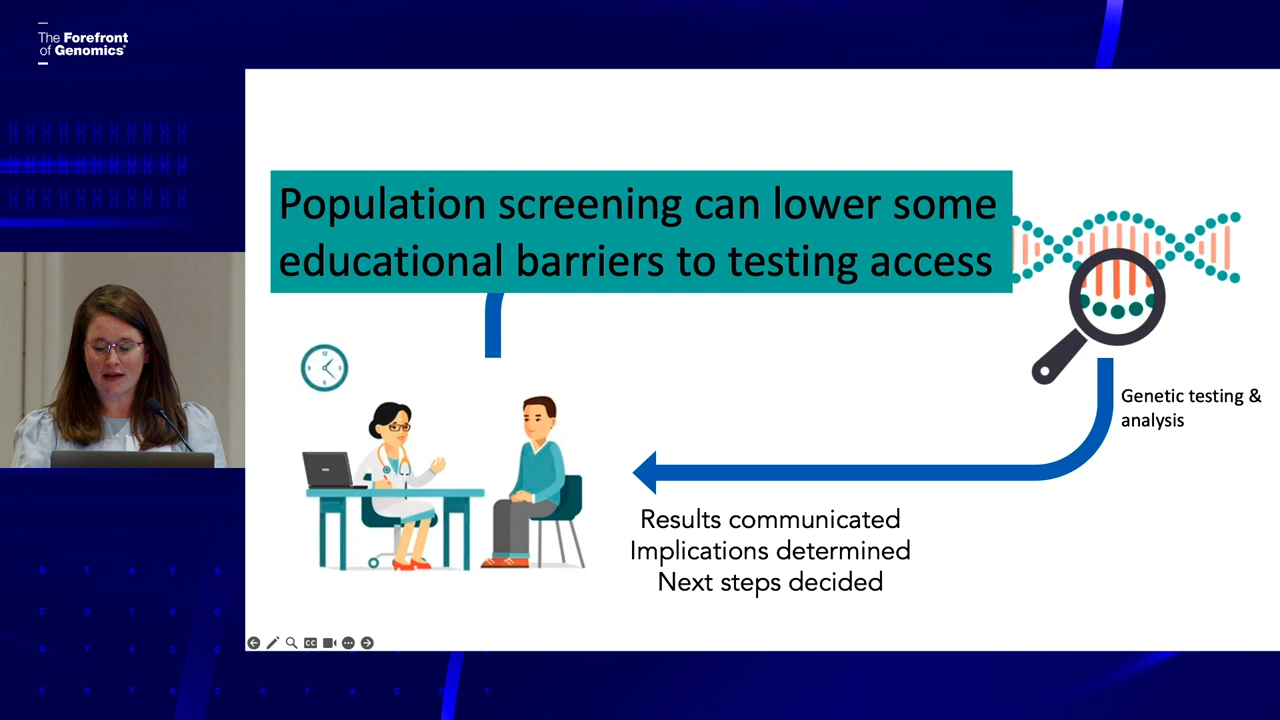 The Forefront
of Genomics®
Population screening can lower some
educational barriers to testing access
Genetic testing &
analysis
Results communicated
Implications determined
Next steps decided
CC